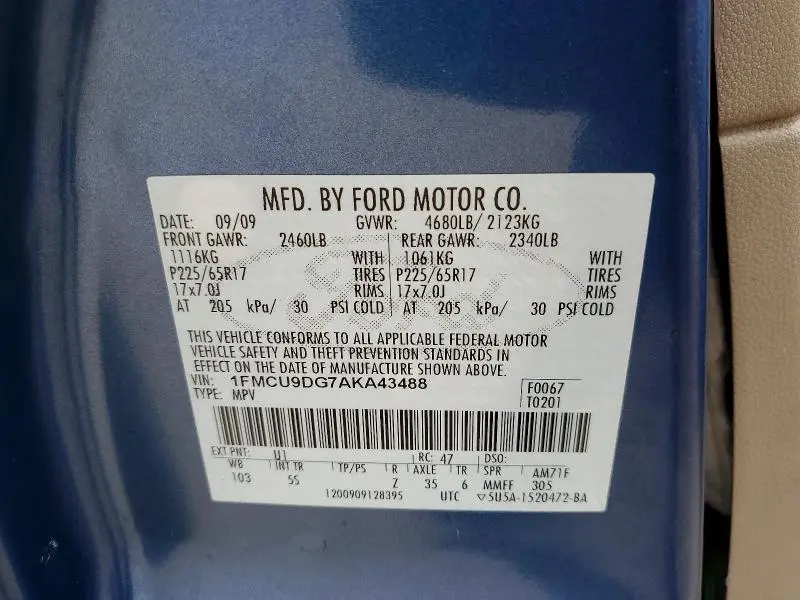 MFD. BY FORD MOTOR CO.
DATE: 09/09 GVWR: 4680LB/ 2123KG
FRONT GAWR: 2460LB REAR GAWR: 2340LB
1116KG WITH 1061KG WITH
P225/65R17 TIRES P225/65R17 TIRES
17x7.0J RIMS 17x7.0J RIMS
AT 205 kPa/ 30 PSI COLD AT 205 kPa/ 30 PSI COLD
THIS VEHICLE CONFORMS TO ALL APPLICABLE FEDERAL MOTOR
VEHICLE SAFETY AND THEFT PREVENTION STANDARDS IN
EFFECT ON THE DATE OF MANUFACTURE SHOWN ABOVE.
VIN: 1FMCU9DG7AKA43488 F0067
TYPE: MPV T0201
EXT PNT: U1 RC: 47 DSO:
WB INT TR TP/PS R AXLE TR SPR AM71F
103 5S Z 35 6 MMFF 305
1200909128395 UTC ▽5U5A-1520472-BA